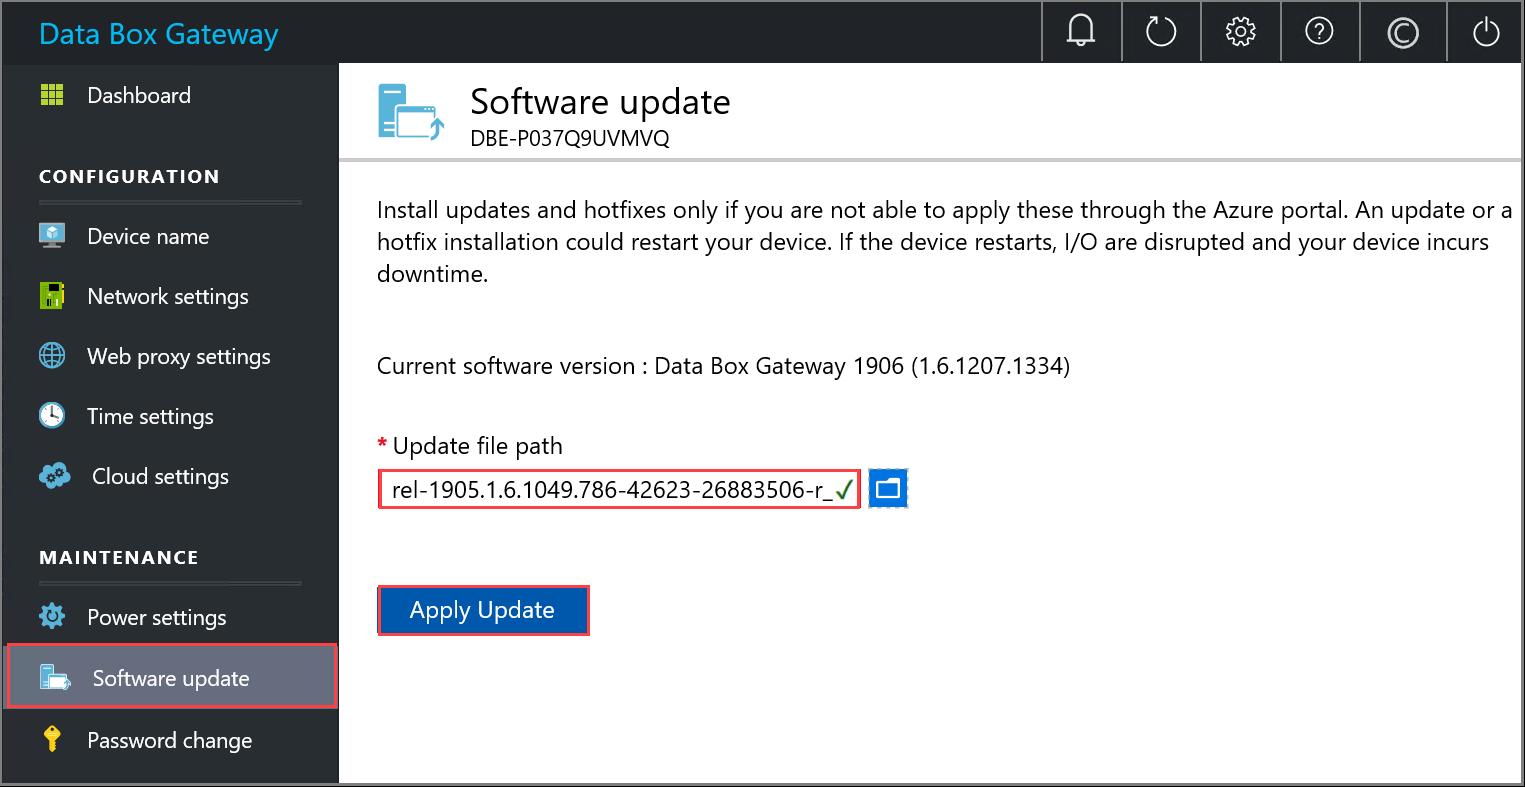 Data Box Gateway
Dashboard
CONFIGURATION
Device name
Network settings
Web proxy settings
Time settings
Cloud settings
MAINTENANCE
Power settings
Software update
Password change
Software update
DBE-P037Q9UVMVQ
Install updates and hotfixes only if you are not able to apply these through the Azure portal. An update or a
hotfix installation could restart your device. If the device restarts, I/O are disrupted and your device incurs
downtime.
Current software version : Data Box Gateway 1906 (1.6.1207.1334)
* Update file path
rel-1905.1.6.1049.786-42623-26883506-r_
Apply Update